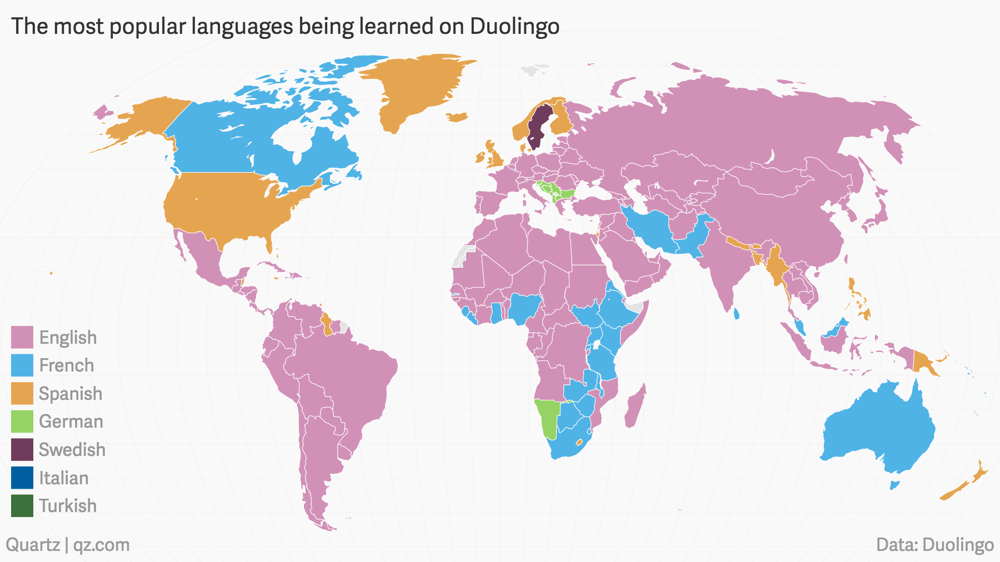 The most popular languages being learned on Duolingo
English
French
Spanish
German
Swedish
Italian
Turkish
Quartz | qz.com
Data: Duolingo